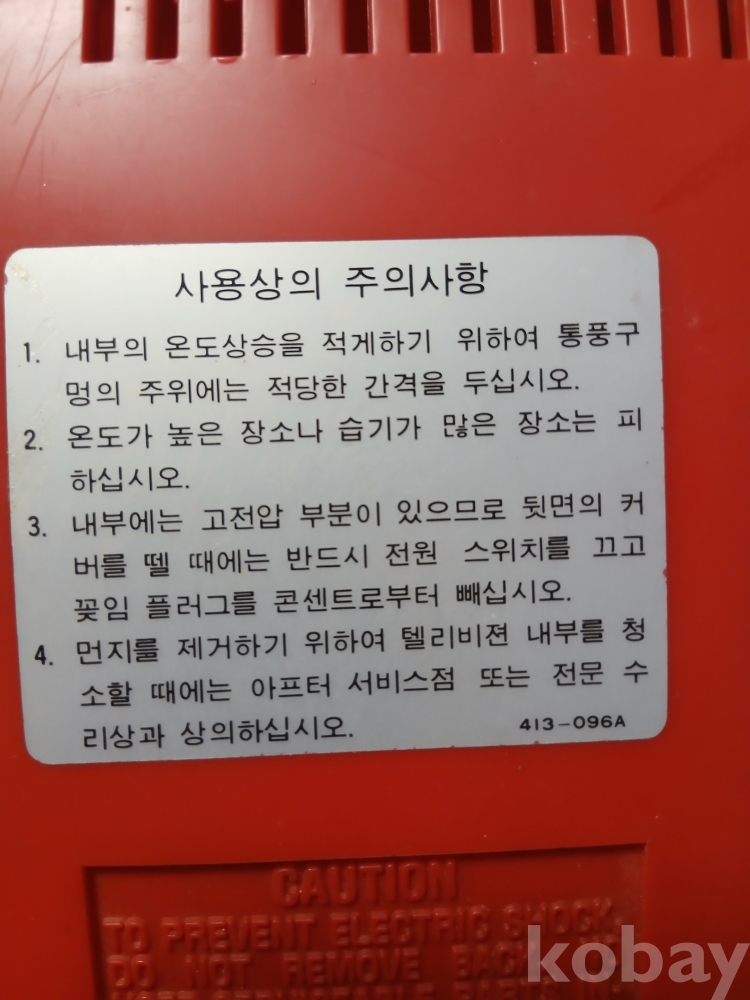 사용상의 주의사항
1. 내부의 온도상승을 적게하기 위하여 통풍구
멍의 주위에는 적당한 간격을 두십시오.
2. 온도가 높은 장소나 습기가 많은 장소는 피
하십시오.
3. 내부에는 고전압 부분이 있으므로 뒷면의 커
버를 뗄 때에는 반드시 전원 스위치를 끄고
꽂임 플러그를 콘센트로부터 빼십시오.
4. 먼지를 제거하기 위하여 텔리비젼 내부를 청
소할 때에는 아프터 서비스점 또는 전문 수
리상과 상의하십시오. 413-096A
CAUTION
TO PREVENT ELECTRIC SHOCK,
DO NOT REMOVE
kobay